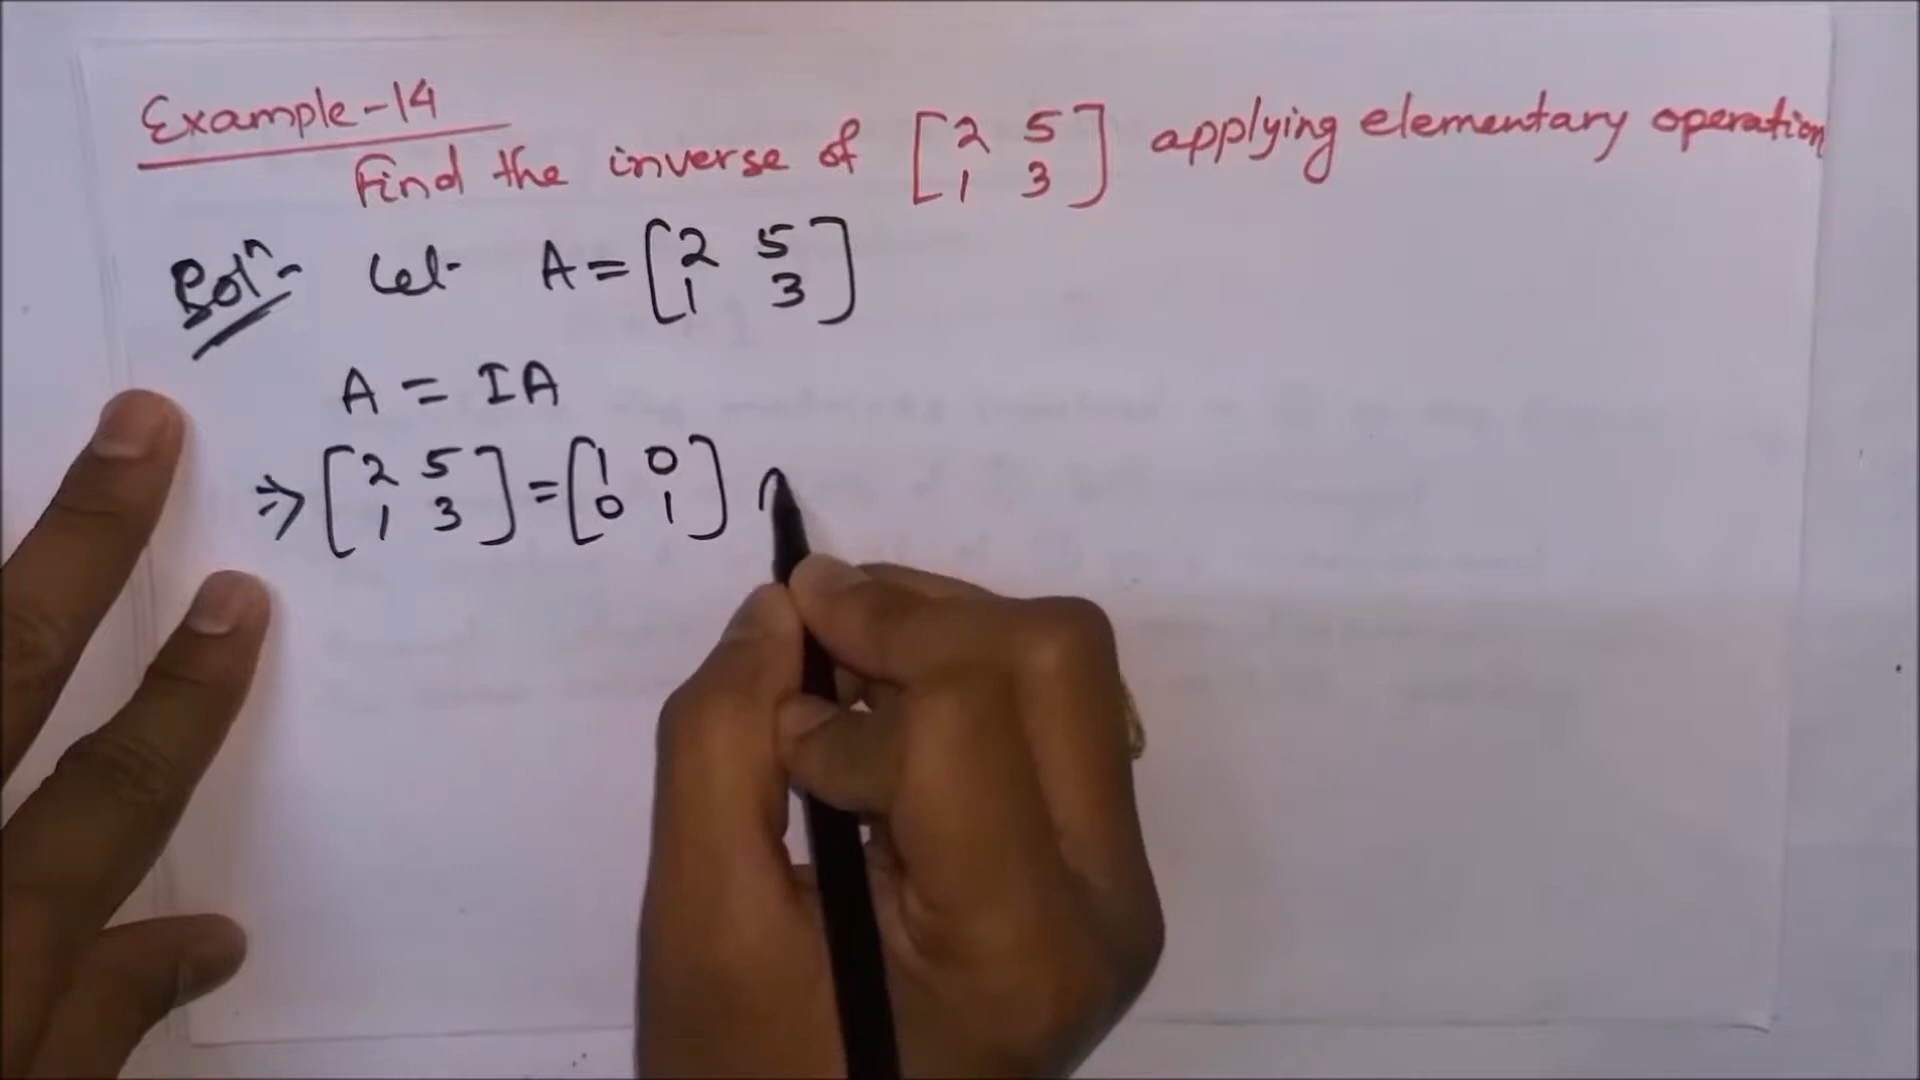 Example-14
Find the inverse of [2 5 1 3] applying elementary operation
Solⁿ- Let A = [2 5 1 3]
A = IA
⇒ [2 5 1 3] = [1 0 0 1]